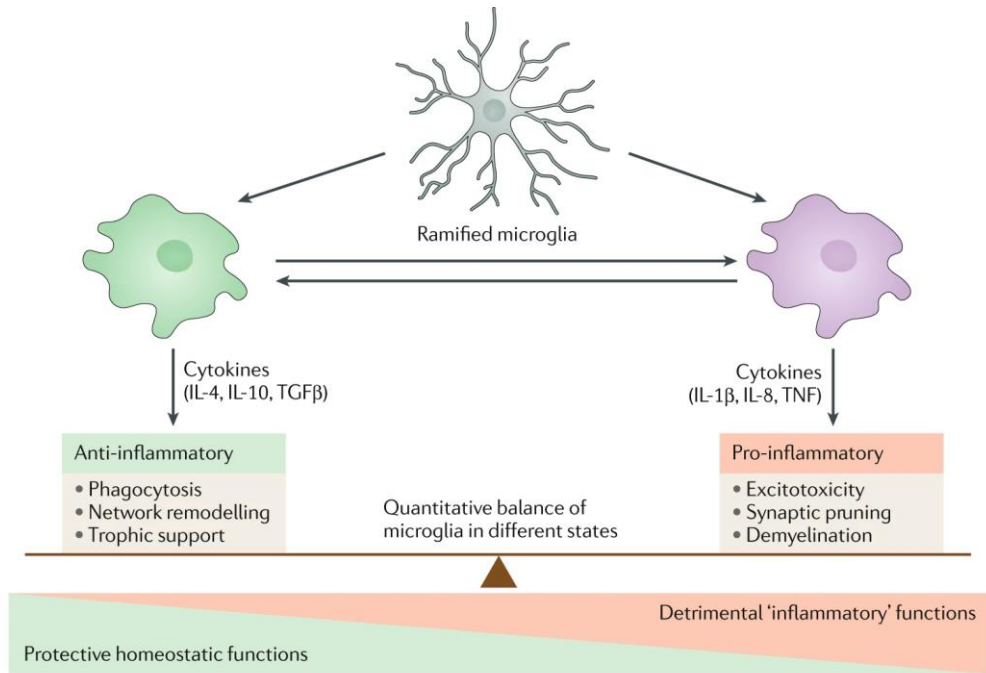 Ramified microglia
Cytokines
(IL-4, IL-10, TGFβ)
Cytokines
(IL-1β, IL-8, TNF)
Anti-inflammatory
• Phagocytosis
• Network remodelling
• Trophic support
Quantitative balance of
microglia in different states
Pro-inflammatory
• Excitotoxicity
• Synaptic pruning
• Demyelination
Detrimental ‘inflammatory’ functions
Protective homeostatic functions